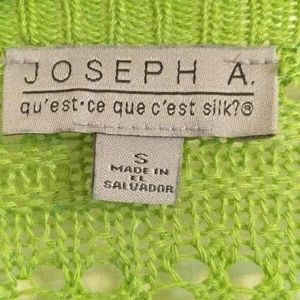 JOSEPH A.
qu'est·ce que c'est silk?®
S
MADE IN
EL
SALVADOR